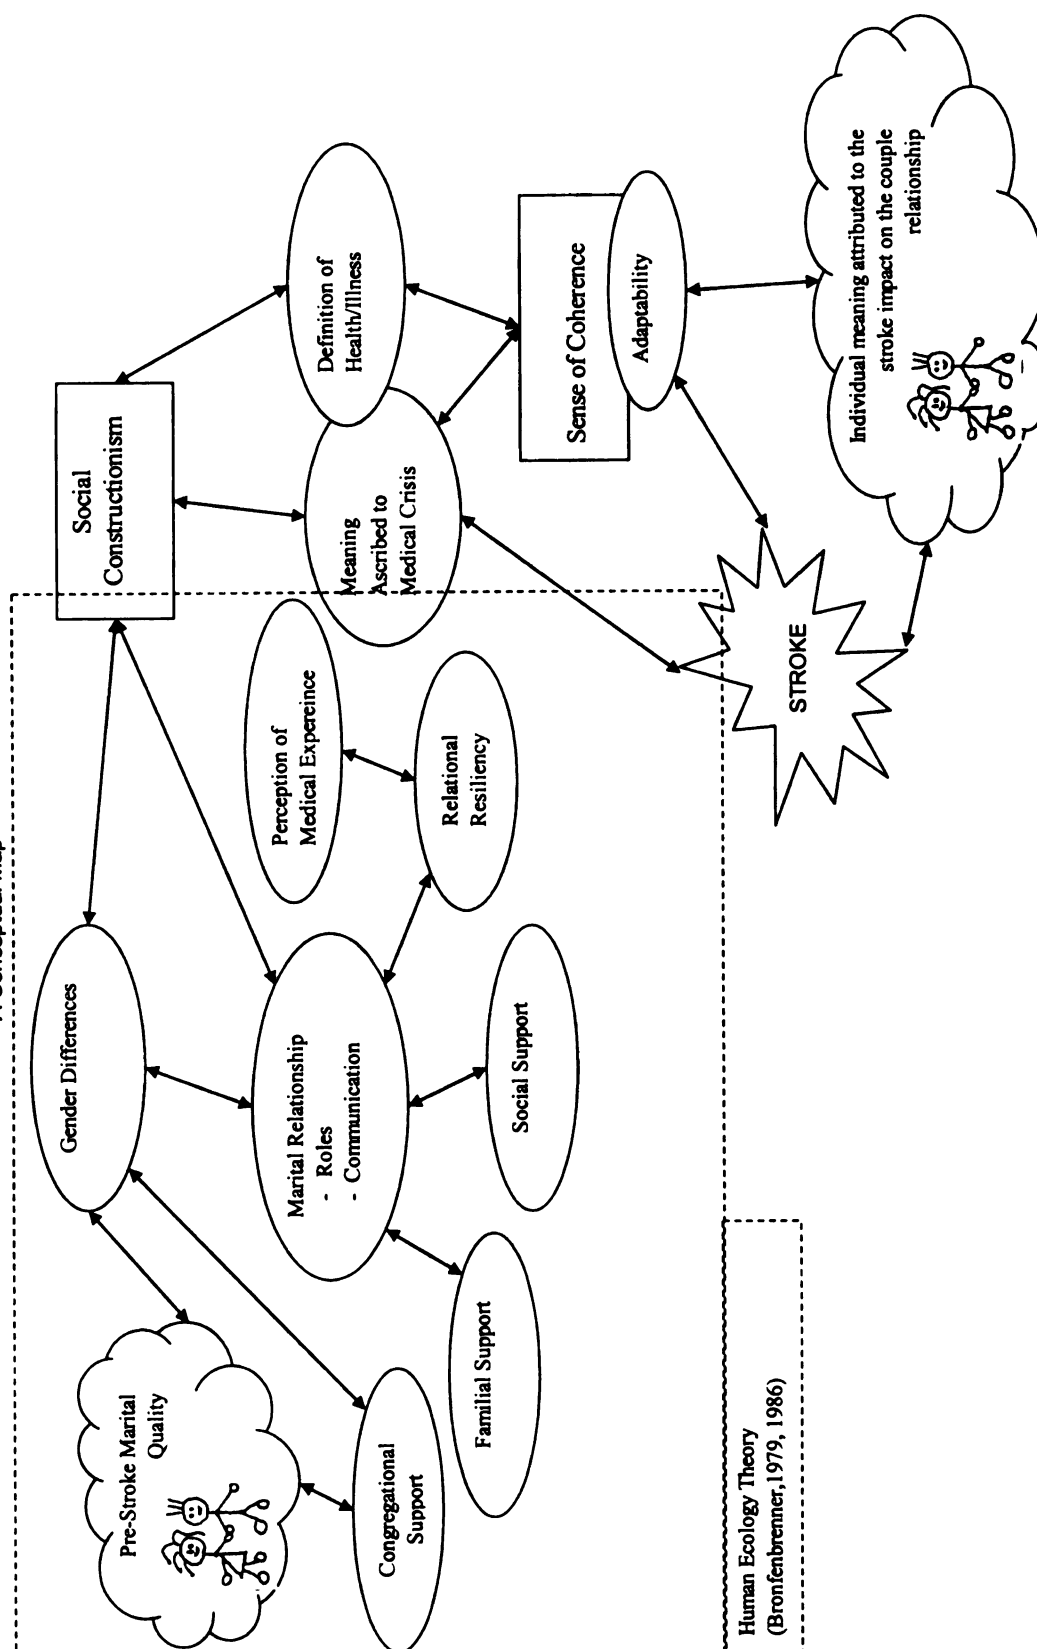 A Conceptual Map
Pre-Stroke Marital
Quality
Gender Differences
Social
Constructionism
Congregational
Support
Marital Relationship
- Roles
- Communication
Perception of
Medical Expereince
Meaning
Ascribed to
Medical Crisis
Definition of
Health/Illness
Familial Support
Social Support
Relational
Resiliency
Sense of Coherence
Adaptability
STROKE
Human Ecology Theory
(Bronfenbrenner,1979, 1986)
Individual meaning attributed to the
stroke impact on the couple
relationship